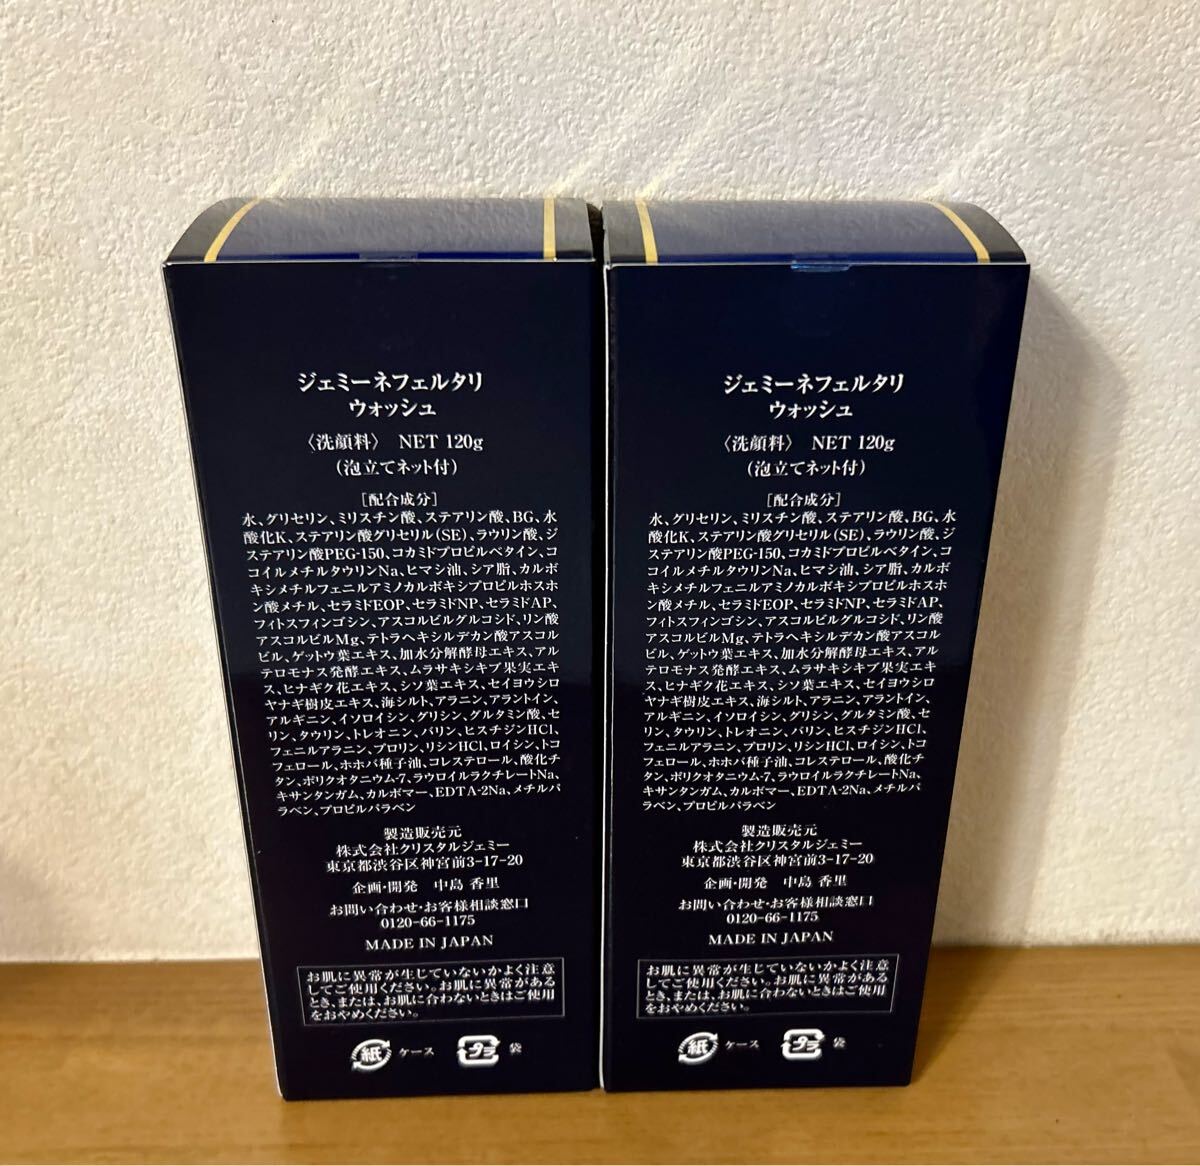 ジェミーネフェルタリ
ウォッシュ
〈洗顔料〉 NET 120g
(泡立てネット付)
[配合成分]
水、グリセリン、ミリスチン酸、ステアリン酸、BG、水
酸化K、ステアリン酸グリセリル(SE)、ラウリン酸、ジ
ステアリン酸PEG-150、コカミドプロピルベタイン、コ
コイルメチルタウリンNa、ヒマシ油、シア脂、カルボ
キシメチルフェニルアミノカルボキシプロピルホスホ
ン酸メチル、セラミドEOP、セラミドNP、セラミドAP、
フィトスフィンゴシン、アスコルビルグルコシド、リン酸
アスコルビルMg、テトラヘキシルデカン酸アスコル
ビル、ゲットウ葉エキス、加水分解酵母エキス、アル
テロモナス発酵エキス、ムラサキシキブ果実エキ
ス、ヒナギク花エキス、シソ葉エキス、セイヨウシロ
ヤナギ樹皮エキス、海シルト、アラニン、アラントイン、
アルギニン、イソロイシン、グリシン、グルタミン酸、セ
リン、タウリン、トレオニン、バリン、ヒスチジンHCl、
フェニルアラニン、プロリン、リシンHCl、ロイシン、トコ
フェロール、ホホバ種子油、コレステロール、酸化チ
タン、ポリクオタニウム-7、ラウロイルラクチレートNa、
キサンタンガム、カルボマー、EDTA-2Na、メチルパ
ラベン、プロピルパラベン
製造販売元
株式会社クリスタルジェミー
東京都渋谷区神宮前3-17-20
企画・開発 中島 香里
お問い合わせ・お客様相談窓口
0120-66-1175
MADE IN JAPAN
お肌に異常が生じていないかよく注意
してご使用ください。お肌に異常がある
とき、または、お肌に合わないときはご使用
をおやめください。
紙 ケース プラ 袋
ジェミーネフェルタリ
ウォッシュ
〈洗顔料〉 NET 120g
(泡立てネット付)
[配合成分]
水、グリセリン、ミリスチン酸、ステアリン酸、BG、水
酸化K、ステアリン酸グリセリル(SE)、ラウリン酸、ジ
ステアリン酸PEG-150、コカミドプロピルベタイン、コ
コイルメチルタウリンNa、ヒマシ油、シア脂、カルボ
キシメチルフェニルアミノカルボキシプロピルホスホ
ン酸メチル、セラミドEOP、セラミドNP、セラミドAP、
フィトスフィンゴシン、アスコルビルグルコシド、リン酸
アスコルビルMg、テトラヘキシルデカン酸アスコル
ビル、ゲットウ葉エキス、加水分解酵母エキス、アル
テロモナス発酵エキス、ムラサキシキブ果実エキ
ス、ヒナギク花エキス、シソ葉エキス、セイヨウシロ
ヤナギ樹皮エキス、海シルト、アラニン、アラントイン、
アルギニン、イソロイシン、グリシン、グルタミン酸、セ
リン、タウリン、トレオニン、バリン、ヒスチジンHCl、
フェニルアラニン、プロリン、リシンHCl、ロイシン、トコ
フェロール、ホホバ種子油、コレステロール、酸化チ
タン、ポリクオタニウム-7、ラウロイルラクチレートNa、
キサンタンガム、カルボマー、EDTA-2Na、メチルパ
ラベン、プロピルパラベン
製造販売元
株式会社クリスタルジェミー
東京都渋谷区神宮前3-17-20
企画・開発 中島 香里
お問い合わせ・お客様相談窓口
0120-66-1175
MADE IN JAPAN
お肌に異常が生じていないかよく注意
してご使用ください。お肌に異常がある
とき、または、お肌に合わないときはご使用
をおやめください。
紙 ケース プラ 袋